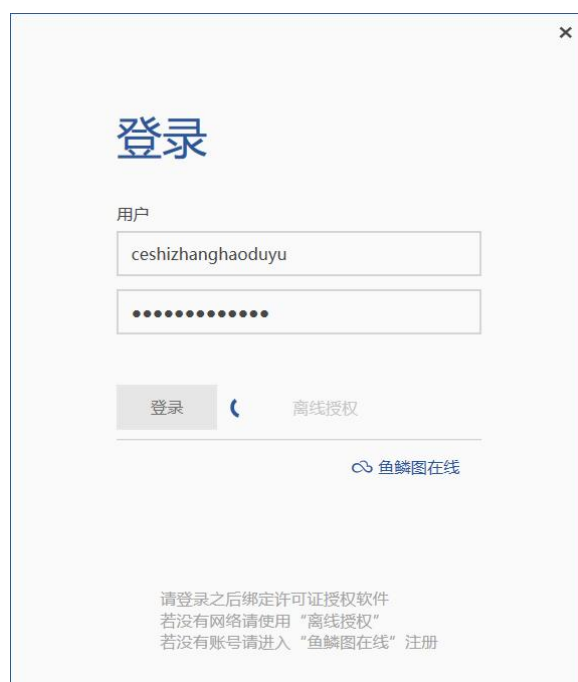 登录
用户
ceshizhanghaoduyu
•••••••••••••
登录 离线授权
鱼鳞图在线
请登录之后绑定许可证授权软件
若没有网络请使用“离线授权”
若没有账号请进入“鱼鳞图在线”注册